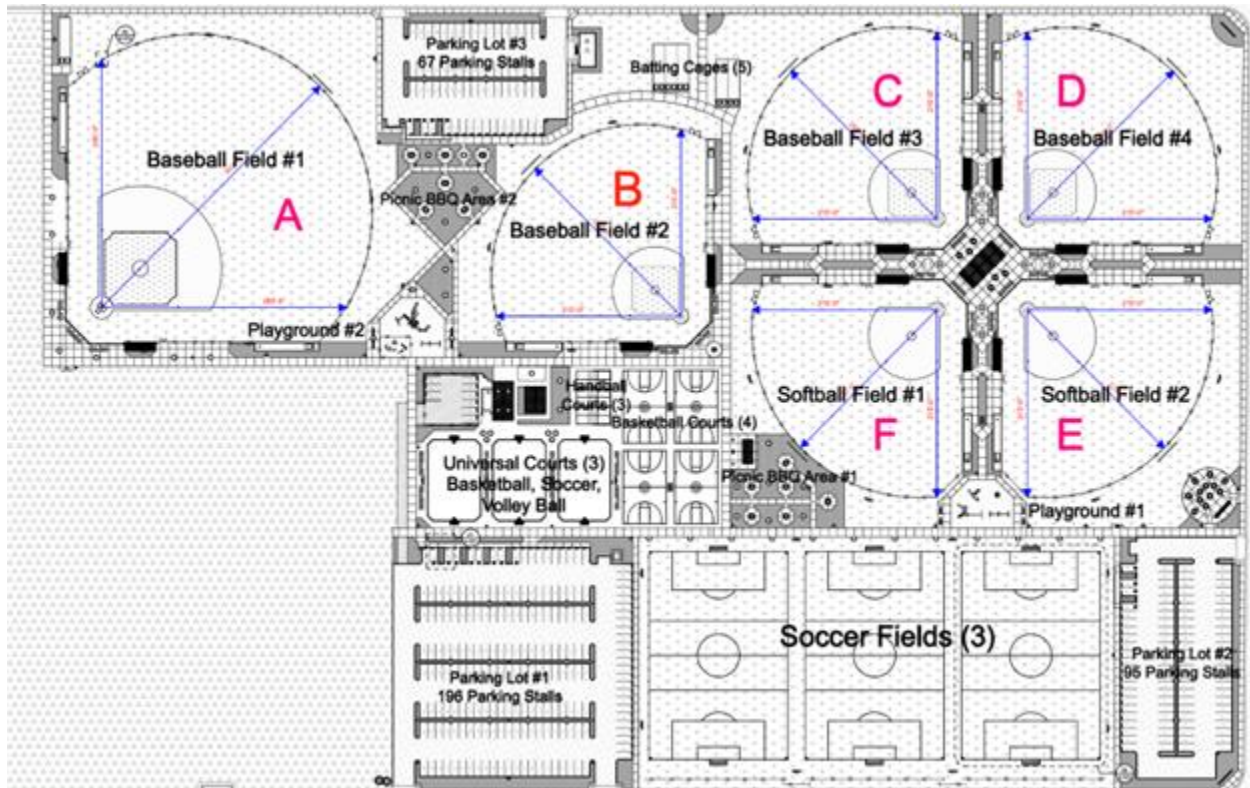 Parking Lot #3
67 Parking Stalls
Batting Cages (5)
C
D
Baseball Field #1
Baseball Field #3
Baseball Field #4
Picnic BBQ Area #2
B
A
Baseball Field #2
Playground #2
Handball
Courts (3)
Basketball Courts (4)
Softball Field #1
Softball Field #2
F
E
Universal Courts (3)
Basketball, Soccer,
Volley Ball
Picnic BBQ Area #1
Playground #1
Soccer Fields (3)
Parking Lot #1
196 Parking Stalls
Parking Lot #2
95 Parking Stalls